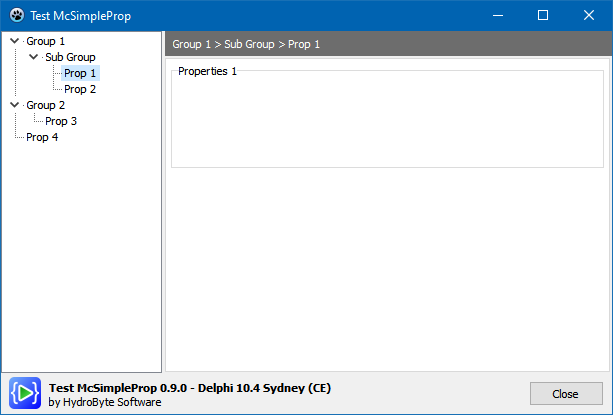 Test McSimpleProp
Group 1
Sub Group
Prop 1
Prop 2
Group 2
Prop 3
Prop 4
Group 1 > Sub Group > Prop 1
Properties 1
Test McSimpleProp 0.9.0 - Delphi 10.4 Sydney (CE)
by HydroByte Software
Close